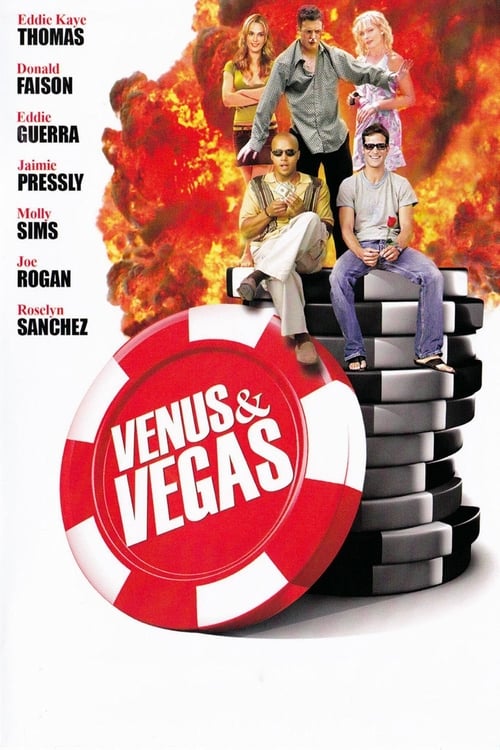 Eddie Kaye
THOMAS
Donald
FAISON
Eddie
GUERRA
Jaimie
PRESSLY
Molly
SIMS
Joe
ROGAN
Roselyn
SANCHEZ
VENUS &
VEGAS